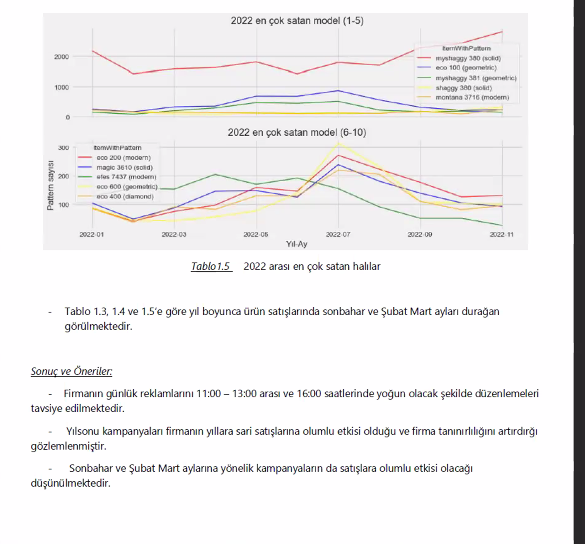 2022 en çok satan model (1-5)
itemWithPattern
myshaggy 380 (solid)
eco 100 (geometric)
myshaggy 381 (geometric)
shaggy 380 (solid)
montana 3716 (modern)
2000
1000
0
2022 en çok satan model (6-10)
itemWithPattern
eco 200 (modern)
magic 3610 (solid)
efes 7437 (modern)
eco 600 (geometric)
eco 400 (diamond)
300
200
100
Pattern sayısı
2022-01 2022-03 2022-05 2022-07 2022-09 2022-11
Yıl-Ay
Tablo1.5 2022 arası en çok satan halılar
- Tablo 1.3, 1.4 ve 1.5'e göre yıl boyunca ürün satışlarında sonbahar ve Şubat Mart ayları durağan
görülmektedir.
Sonuç ve Öneriler:
- Firmanın günlük reklamlarını 11:00 – 13:00 arası ve 16:00 saatlerinde yoğun olacak şekilde düzenlemeleri
tavsiye edilmektedir.
- Yılsonu kampanyaları firmanın yıllara sari satışlarına olumlu etkisi olduğu ve firma tanınırlılığını artırdığı
gözlemlenmiştir.
- Sonbahar ve Şubat Mart aylarına yönelik kampanyaların da satışlara olumlu etkisi olacağı
düşünülmektedir.